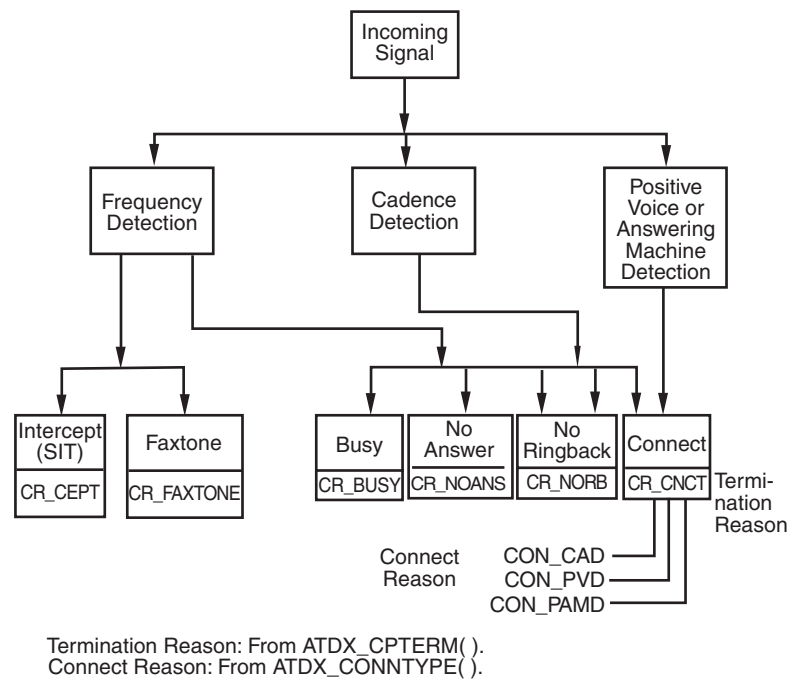 Incoming
Signal
Frequency
Detection
Cadence
Detection
Positive
Voice or
Answering
Machine
Detection
Intercept
(SIT)
CR_CEPT
Faxtone
CR_FAXTONE
Busy
CR_BUSY
No
Answer
CR_NOANS
No
Ringback
CR_NORB
Connect
CR_CNCT
Termi-
nation
Reason
Connect
Reason
CON_CAD
CON_PVD
CON_PAMD
Termination Reason: From ATDX_CPTERM( ).
Connect Reason: From ATDX_CONNTYPE( ).